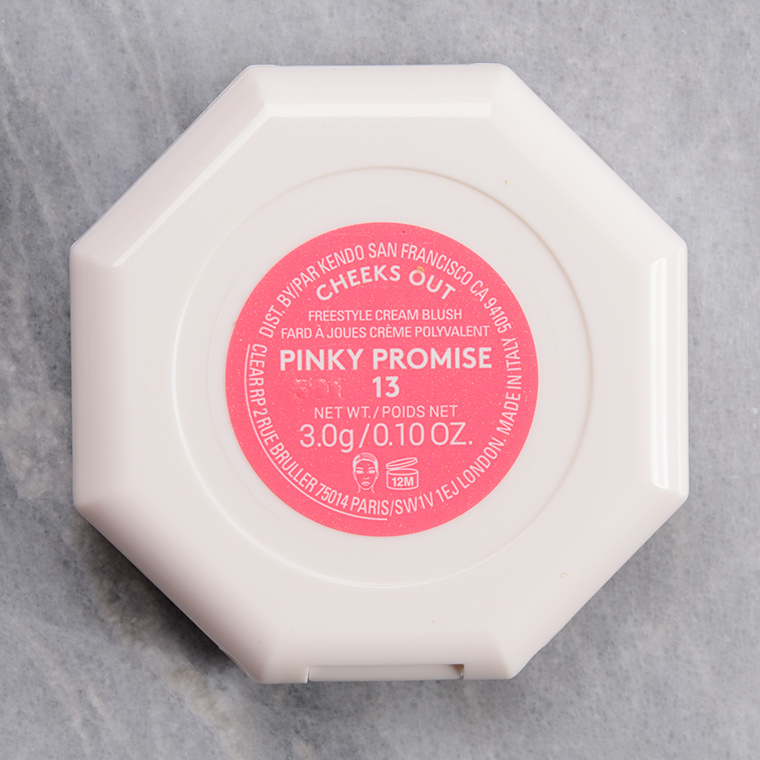 DIST. BY/PAR KENDO SAN FRANCISCO CA 94105
CHEEKS OUT
FREESTYLE CREAM BLUSH
FARD À JOUES CRÈME POLYVALENT
PINKY PROMISE
13
NET WT./POIDS NET
3.0g/0.10 OZ.
12M
CLEAR RP 2 RUE BRULLER 75014 PARIS/SW1V 1EJ LONDON. MADE IN ITALY